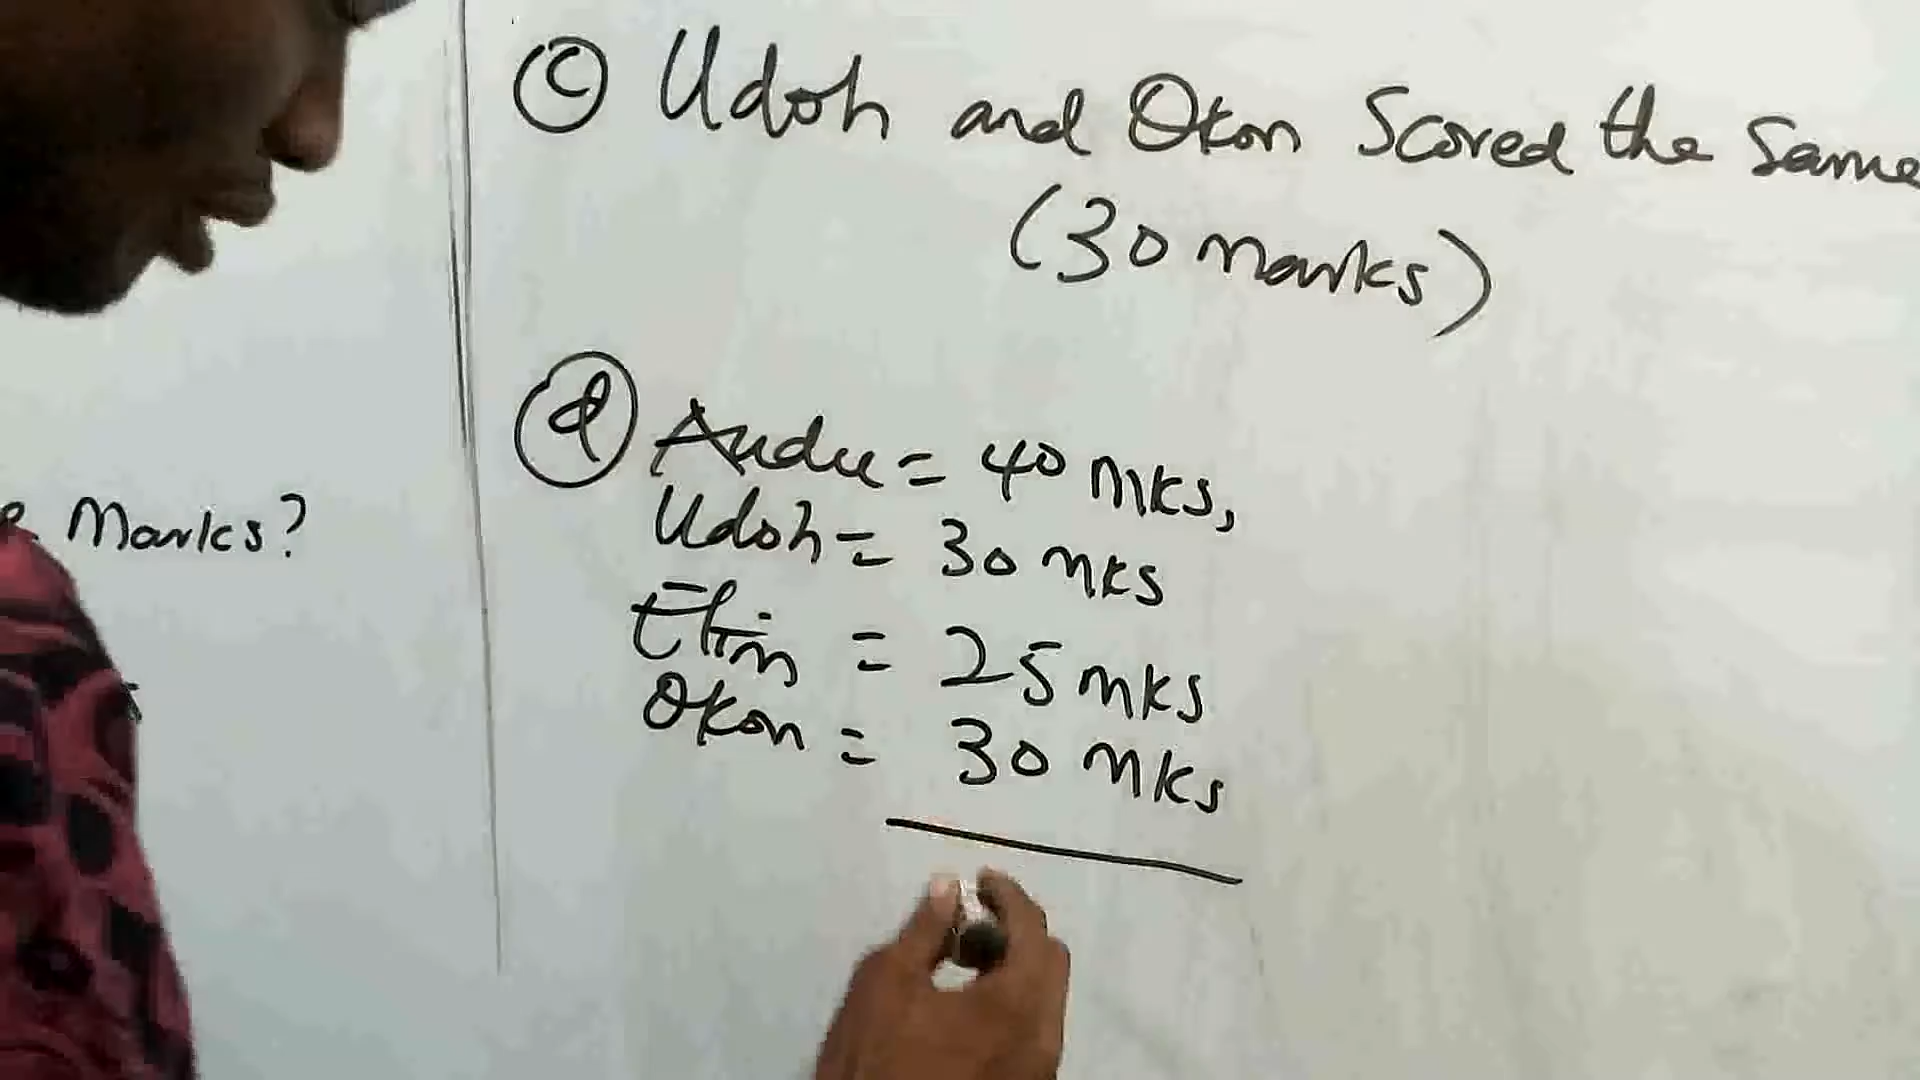 Marks?
Ⓒ Udoh and Okon Scored the Same
(30 marks)
ⓓ Audu = 40 mks,
Udoh = 30 mks
Efim = 25 mks
Okon = 30 mks